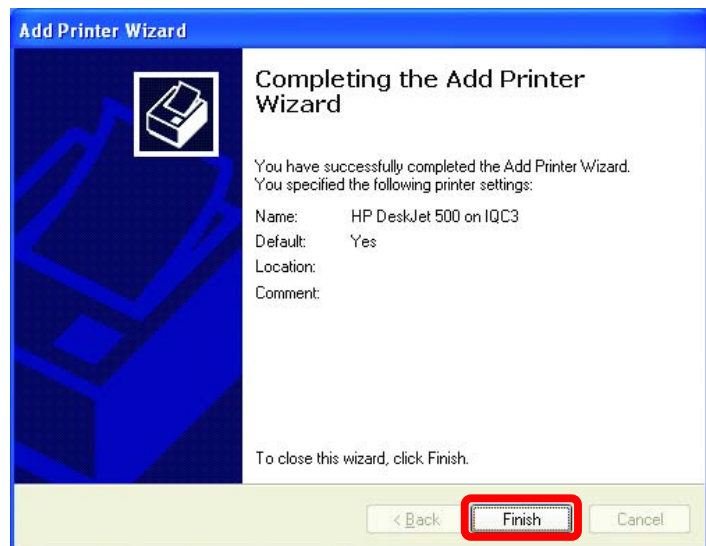 Add Printer Wizard
Completing the Add Printer
Wizard
You have successfully completed the Add Printer Wizard.
You specified the following printer settings:
Name: HP DeskJet 500 on IQC3
Default: Yes
Location:
Comment:
To close this wizard, click Finish.
< Back Finish Cancel